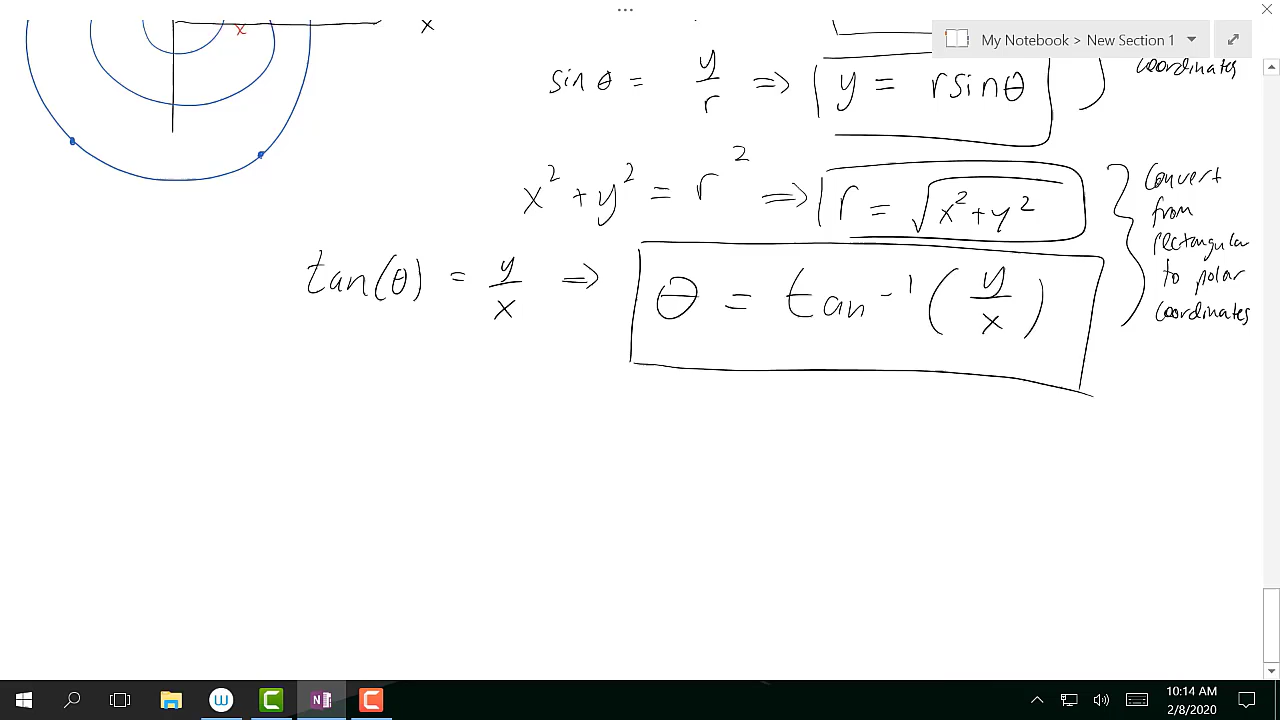 ...
My Notebook > New Section 1
x
x
sin θ = y/r ⇒ y = r sin θ
coordinates
x² + y² = r² ⇒ r = √(x² + y²)
tan(θ) = y/x ⇒ θ = tan⁻¹(y/x)
Convert
from
rectangular
to polar
coordinates
W
N
10:14 AM
2/8/2020